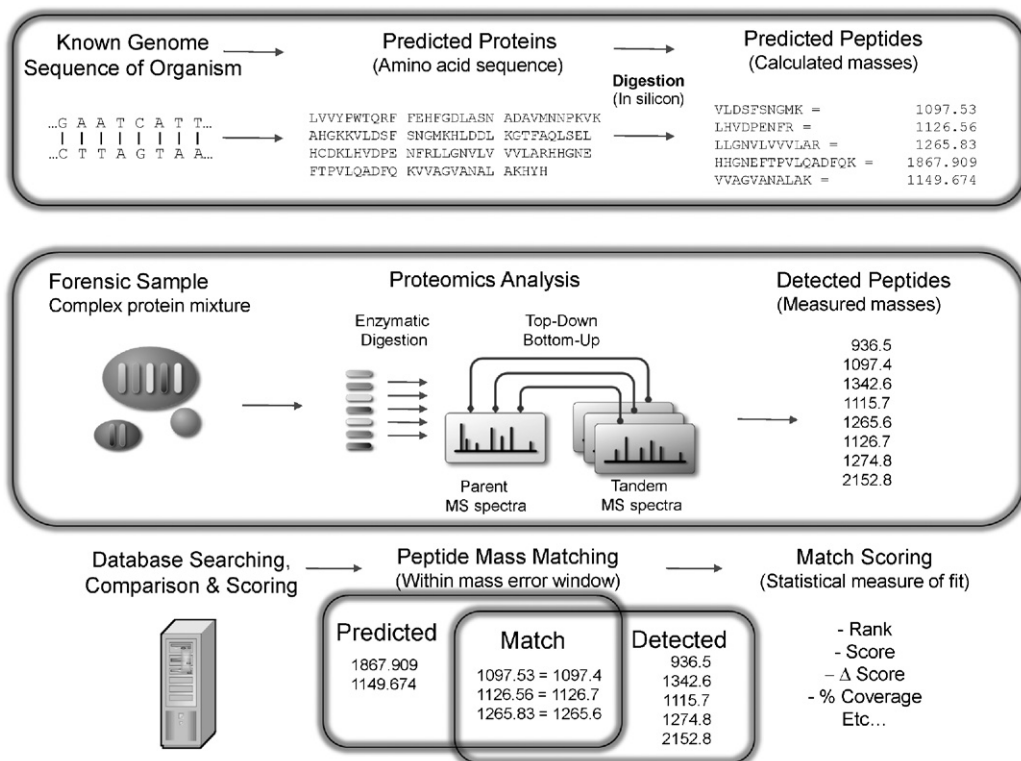 Known Genome
Sequence of Organism
Predicted Proteins
(Amino acid sequence)
Digestion
(In silicon)
Predicted Peptides
(Calculated masses)
...G A A T C A T T...
...C T T A G T A A...
LVVYPWTQRF FEHFGDLASN ADAVMNNPKVK
AHGKKVLDSF SNGMKHLDDL KGTFAQLSEL
HCDKLHVDPE NFRLLGNVLV VVLARHHGNE
FTPVLQADFQ KVVAGVANAL AKHYH
VLDSFSNGMK = 1097.53
LHVDPENFR = 1126.56
LLGNVLVVVLAR = 1265.83
HHGNEFTPVLQADFQK = 1867.909
VVAGVANALAK = 1149.674
Forensic Sample
Complex protein mixture
Proteomics Analysis
Enzymatic
Digestion
Top-Down
Bottom-Up
Parent
MS spectra
Tandem
MS spectra
Detected Peptides
(Measured masses)
936.5
1097.4
1342.6
1115.7
1265.6
1126.7
1274.8
2152.8
Database Searching,
Comparison & Scoring
Peptide Mass Matching
(Within mass error window)
Match Scoring
(Statistical measure of fit)
Predicted
1867.909
1149.674
Match
1097.53 = 1097.4
1126.56 = 1126.7
1265.83 = 1265.6
Detected
936.5
1342.6
1115.7
1274.8
2152.8
- Rank
- Score
– Δ Score
- % Coverage
Etc...